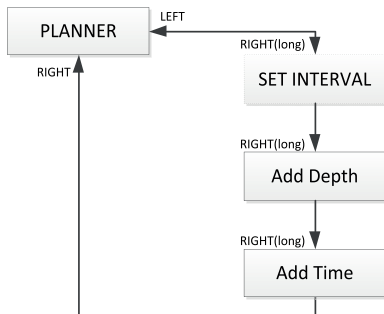 LEFT
PLANNER
RIGHT(long)
RIGHT
SET INTERVAL
RIGHT(long)
Add Depth
RIGHT(long)
Add Time